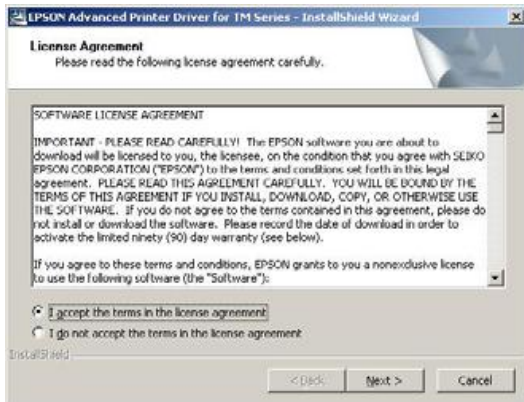 EPSON Advanced Printer Driver for TM Series - InstallShield Wizard
License Agreement
Please read the following license agreement carefully.
SOFTWARE LICENSE AGREEMENT
IMPORTANT - PLEASE READ CAREFULLY! The EPSON software you are about to
download will be licensed to you, the licensee, on the condition that you agree with SEIKO
EPSON CORPORATION ("EPSON") to the terms and conditions set forth in this legal
agreement. PLEASE READ THIS AGREEMENT CAREFULLY. YOU WILL BE BOUND BY THE
TERMS OF THIS AGREEMENT IF YOU INSTALL, DOWNLOAD, COPY, OR OTHERWISE USE
THE SOFTWARE. If you do not agree to the terms contained in this agreement, please do
not install or download the software. Please record the date of download in order to
activate the limited ninety (90) day warranty (see below).
If you agree to these terms and conditions, EPSON grants to you a nonexclusive license
to use the following software (the "Software"):
I accept the terms in the license agreement
I do not accept the terms in the license agreement
InstallShield
< Back Next > Cancel